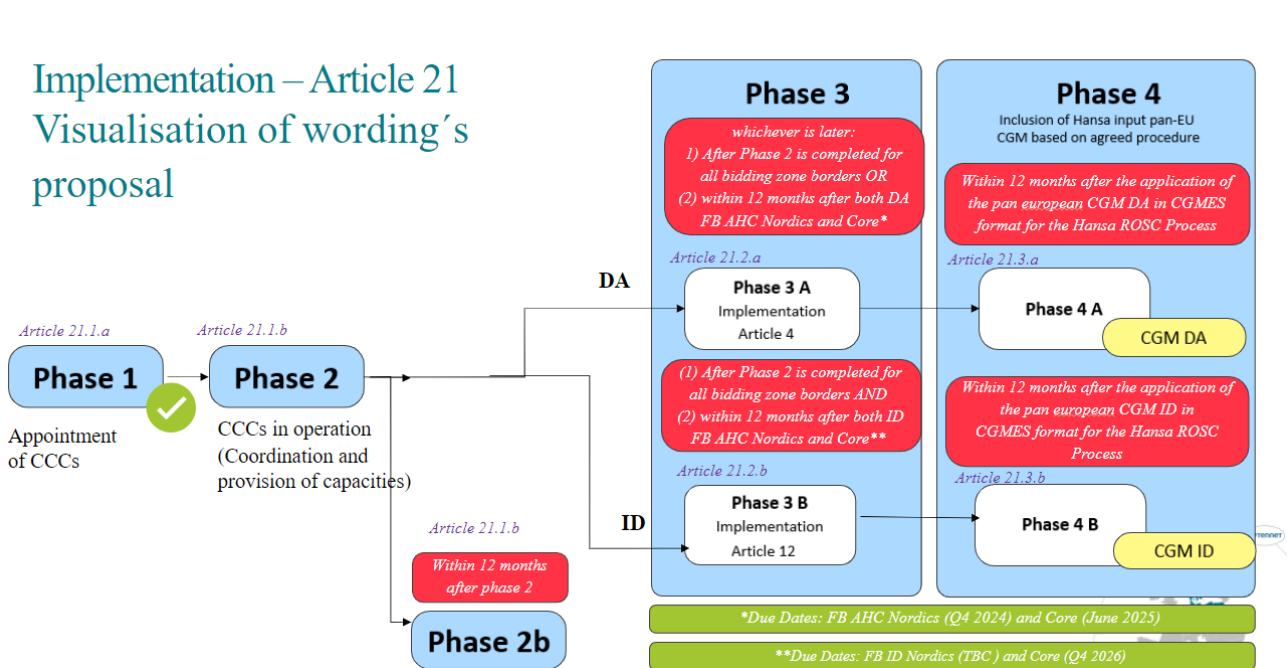 Implementation – Article 21
Visualisation of wording´s
proposal
Phase 3
whichever is later:
1) After Phase 2 is completed for
all bidding zone borders OR
(2) within 12 months after both DA
FB AHC Nordics and Core*
Article 21.2.a
Phase 3 A
Implementation
Article 4
(1) After Phase 2 is completed for
all bidding zone borders AND
(2) within 12 months after both ID
FB AHC Nordics and Core**
Article 21.2.b
Phase 3 B
Implementation
Article 12
Phase 4
Inclusion of Hansa input pan-EU
CGM based on agreed procedure
Within 12 months after the application of
the pan european CGM DA in CGMES
format for the Hansa ROSC Process
Article 21.3.a
Phase 4 A
CGM DA
Within 12 months after the application of
the pan european CGM ID in
CGMES format for the Hansa ROSC
Process
Article 21.3.b
Phase 4 B
CGM ID
DA
ID
Article 21.1.a
Phase 1
Appointment
of CCCs
Article 21.1.b
Phase 2
CCCs in operation
(Coordination and
provision of capacities)
Article 21.1.b
Within 12 months
after phase 2
Phase 2b
*Due Dates: FB AHC Nordics (Q4 2024) and Core (June 2025)
**Due Dates: FB ID Nordics (TBC ) and Core (Q4 2026)
TENNET